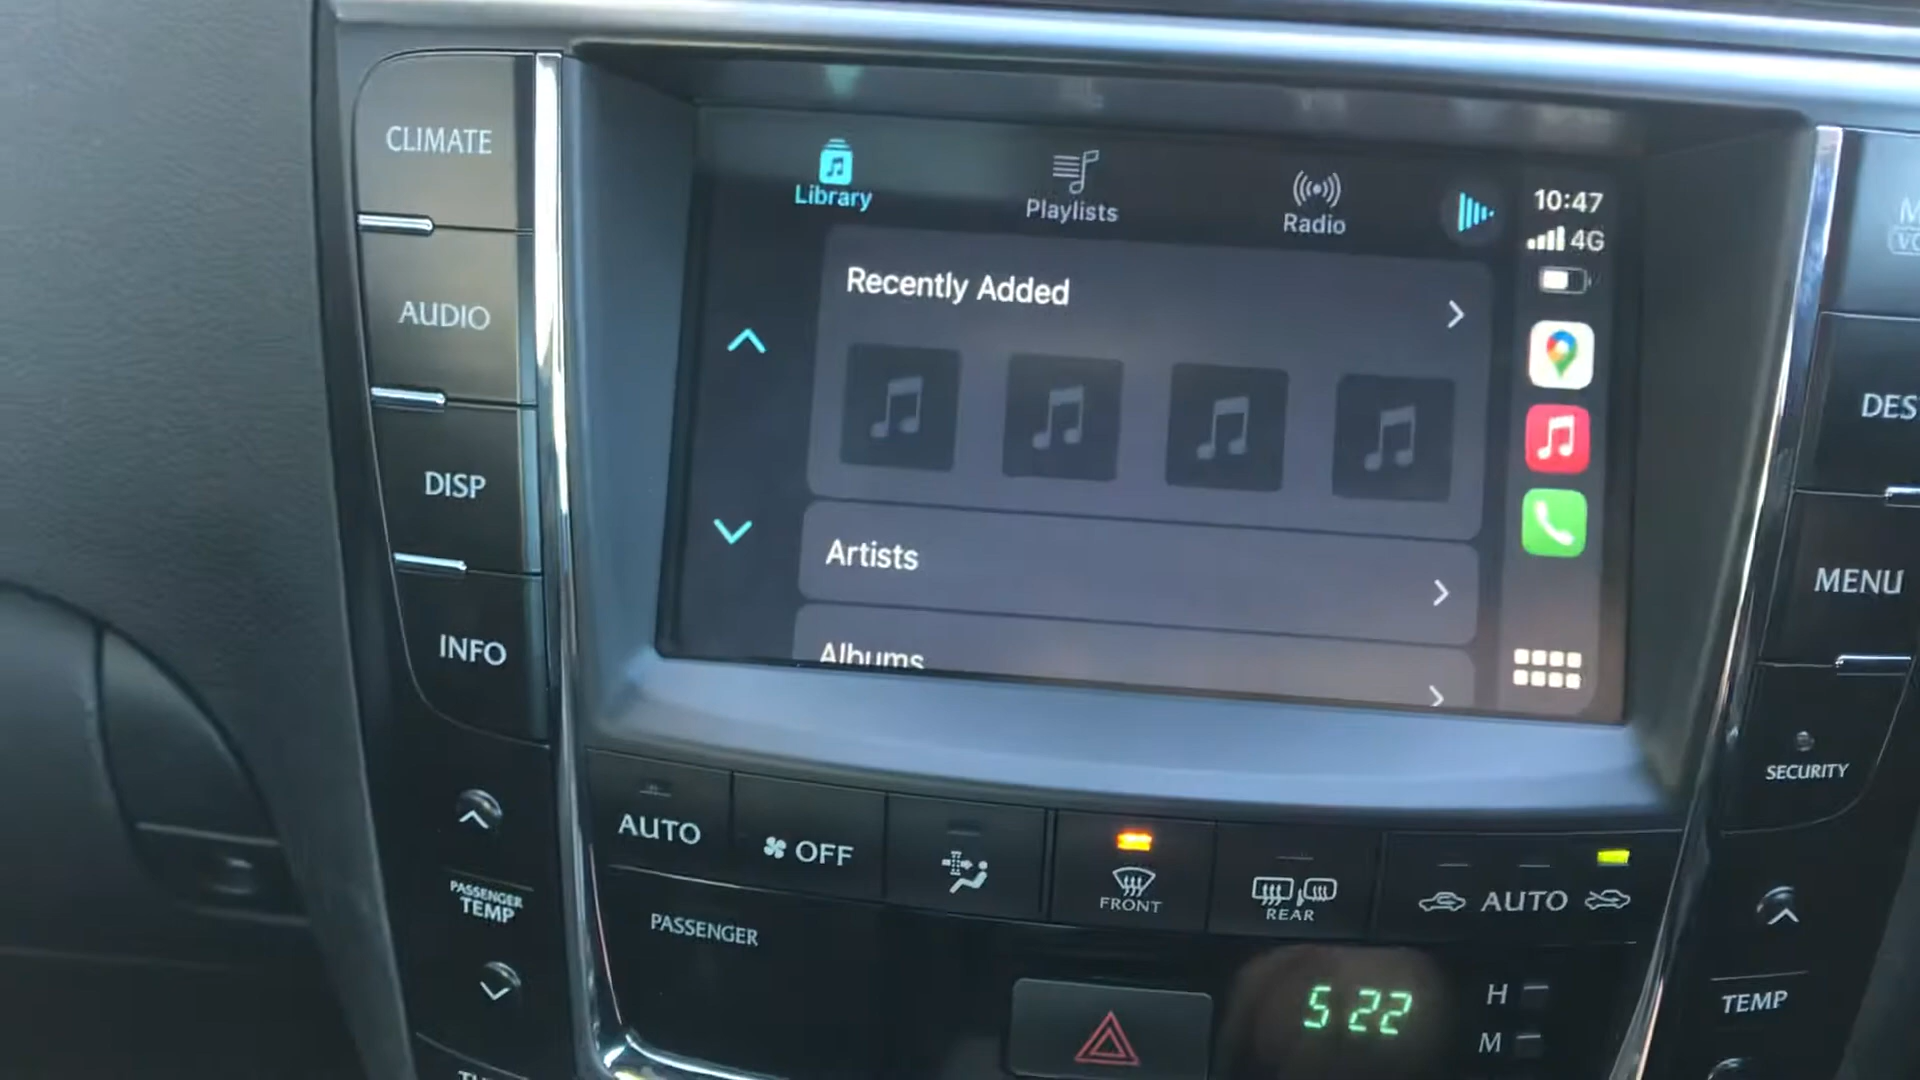 CLIMATE
AUDIO
DISP
INFO
Library
Playlists
Radio
10:47
4G
Recently Added
Artists
Albums
DEST
MENU
SECURITY
AUTO
OFF
FRONT
REAR
AUTO
PASSENGER
TEMP
PASSENGER
5 22
H
M
TEMP